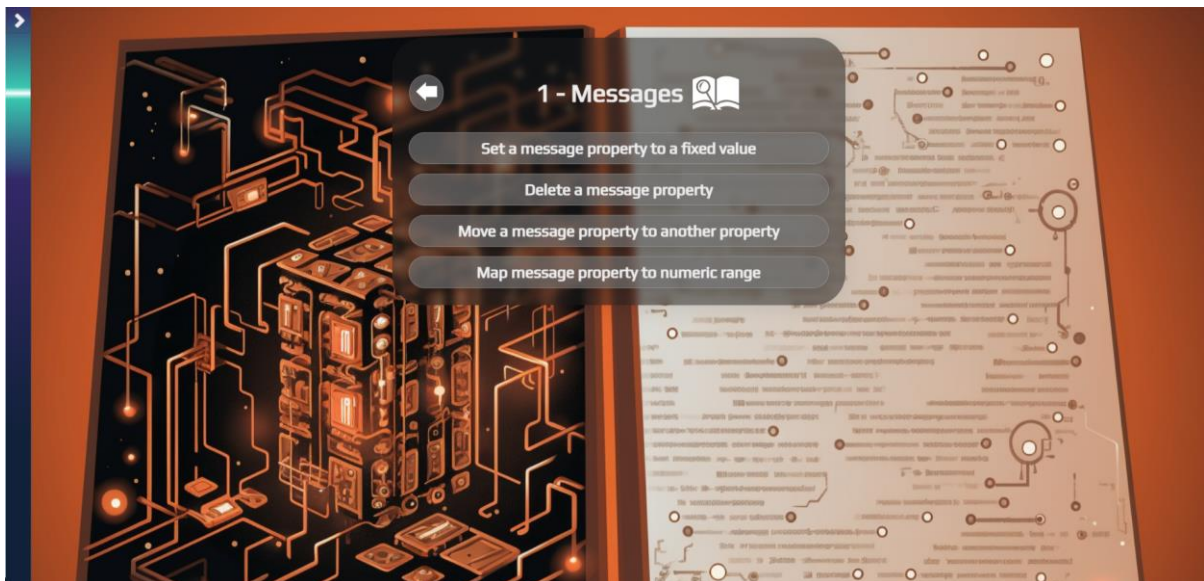 1 - Messages
Set a message property to a fixed value
Delete a message property
Move a message property to another property
Map message property to numeric range